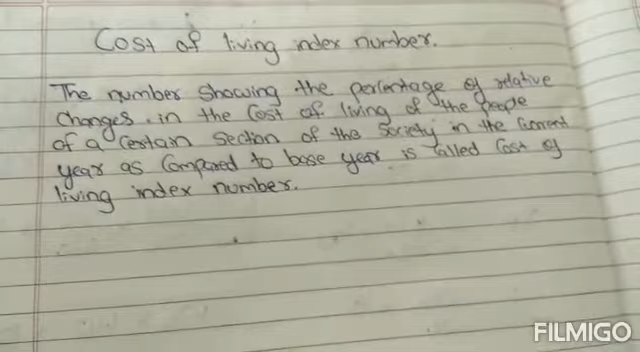 Cost of living index number.
The number showing the percentage of relative
changes in the Cost of living of the people
of a Certain section of the Society in the Current
year as Compared to base year is Called Cost of
living index number.
FILMIGO